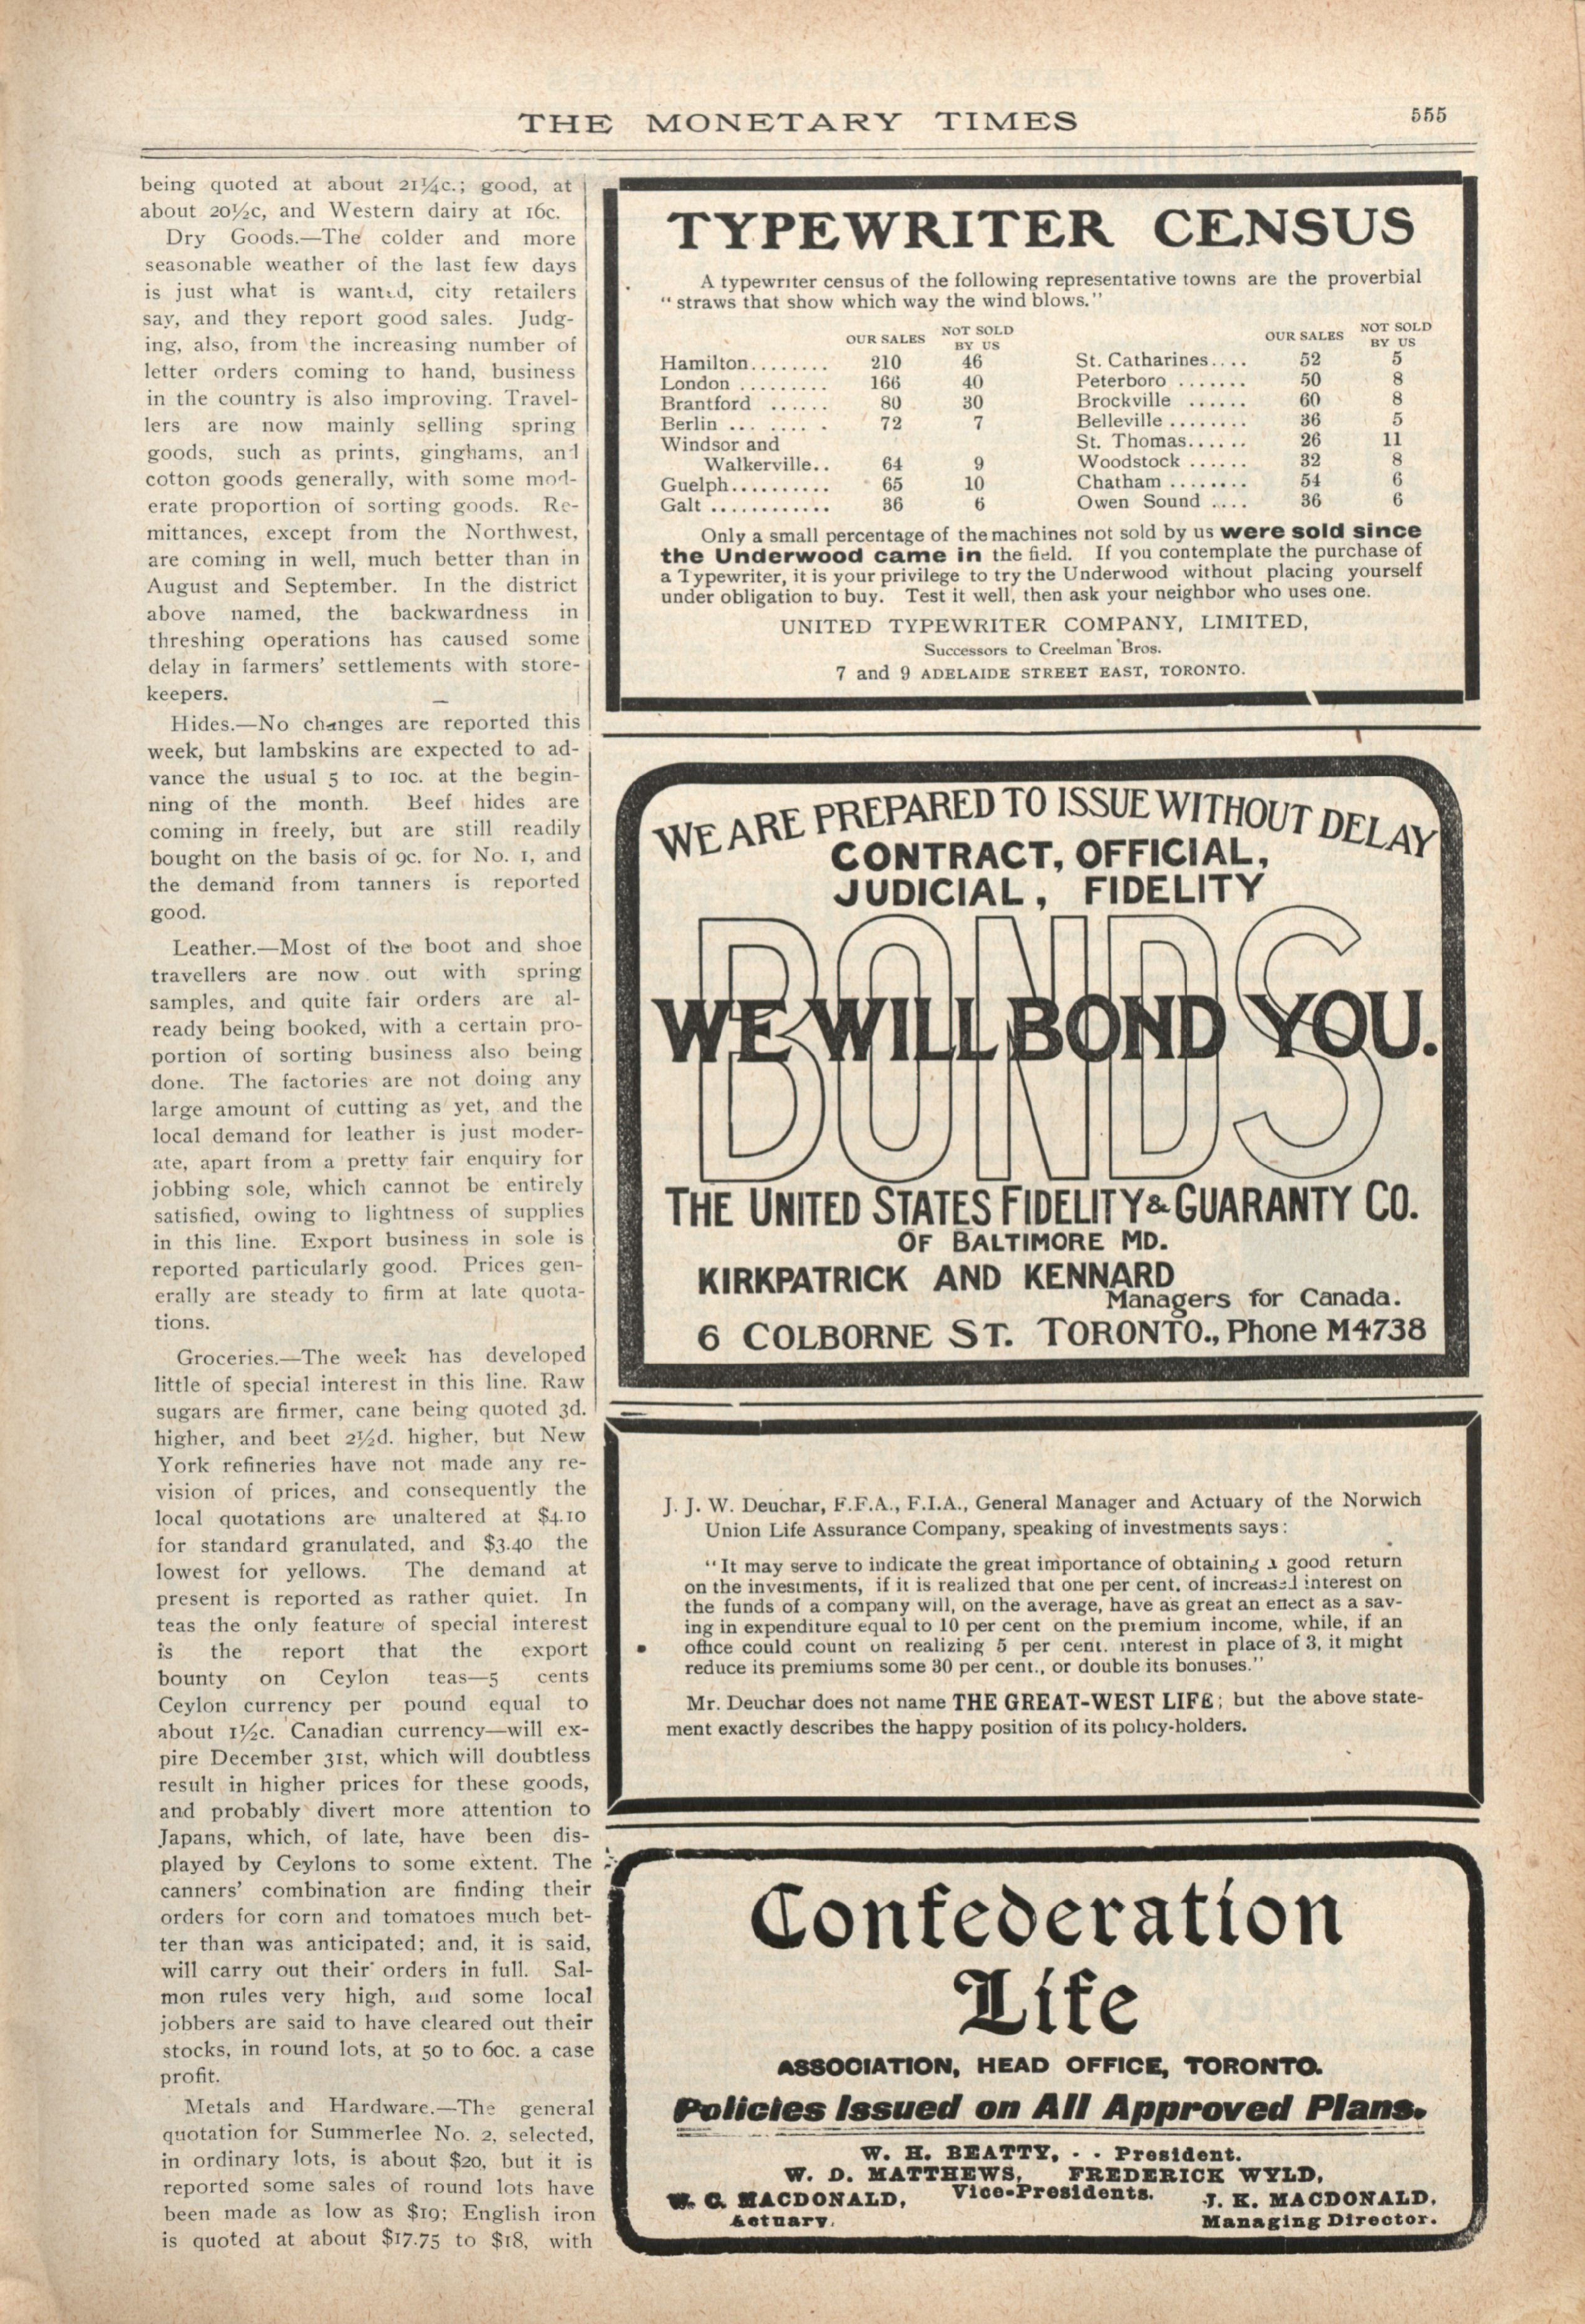 THE MONETARY TIMES
555
being quoted at about 21¼c.; good, at
about 20½c, and Western dairy at 16c.
Dry Goods.—The colder and more
seasonable weather of the last few days
is just what is wanted, city retailers
say, and they report good sales. Judg-
ing, also, from the increasing number of
letter orders coming to hand, business
in the country is also improving. Travel-
lers are now mainly selling spring
goods, such as prints, ginghams, and
cotton goods generally, with some mod-
erate proportion of sorting goods. Re-
mittances, except from the Northwest,
are coming in well, much better than in
August and September. In the district
above named, the backwardness in
threshing operations has caused some
delay in farmers' settlements with store-
keepers.
Hides.—No changes are reported this
week, but lambskins are expected to ad-
vance the usual 5 to 10c. at the begin-
ning of the month. Beef hides are
coming in freely, but are still readily
bought on the basis of 9c. for No. 1, and
the demand from tanners is reported
good.
Leather.—Most of the boot and shoe
travellers are now out with spring
samples, and quite fair orders are al-
ready being booked, with a certain pro-
portion of sorting business also being
done. The factories are not doing any
large amount of cutting as yet, and the
local demand for leather is just moder-
ate, apart from a pretty fair enquiry for
jobbing sole, which cannot be entirely
satisfied, owing to lightness of supplies
in this line. Export business in sole is
reported particularly good. Prices gen-
erally are steady to firm at late quota-
tions.
Groceries.—The week has developed
little of special interest in this line. Raw
sugars are firmer, cane being quoted 3d.
higher, and beet 2½d. higher, but New
York refineries have not made any re-
vision of prices, and consequently the
local quotations are unaltered at $4.10
for standard granulated, and $3.40 the
lowest for yellows. The demand at
present is reported as rather quiet. In
teas the only feature of special interest
is the report that the export
bounty on Ceylon teas—5 cents
Ceylon currency per pound equal to
about 1½c. Canadian currency—will ex-
pire December 31st, which will doubtless
result in higher prices for these goods,
and probably divert more attention to
Japans, which, of late, have been dis-
played by Ceylons to some extent. The
canners' combination are finding their
orders for corn and tomatoes much bet-
ter than was anticipated; and, it is said,
will carry out their orders in full. Sal-
mon rules very high, and some local
jobbers are said to have cleared out their
stocks, in round lots, at 50 to 60c. a case
profit.
Metals and Hardware.—The general
quotation for Summerlee No. 2, selected,
in ordinary lots, is about $20, but it is
reported some sales of round lots have
been made as low as $19; English iron
is quoted at about $17.75 to $18, with
TYPEWRITER CENSUS
A typewriter census of the following representative towns are the proverbial
"straws that show which way the wind blows."
OUR SALES NOT SOLD BY US OUR SALES NOT SOLD BY US
Hamilton........ 210 46 St. Catharines.... 52 5
London ......... 166 40 Peterboro ....... 50 8
Brantford ...... 80 30 Brockville ...... 60 8
Berlin ... .... . 72 7 Belleville ........ 36 5
Windsor and St. Thomas...... 26 11
Walkerville.. 64 9 Woodstock ...... 32 8
Guelph.......... 65 10 Chatham ........ 54 6
Galt ............ 36 6 Owen Sound .... 36 6
Only a small percentage of the machines not sold by us were sold since
the Underwood came in the field. If you contemplate the purchase of
a Typewriter, it is your privilege to try the Underwood without placing yourself
under obligation to buy. Test it well, then ask your neighbor who uses one.
UNITED TYPEWRITER COMPANY, LIMITED,
Successors to Creelman Bros.
7 and 9 ADELAIDE STREET EAST, TORONTO.
WE ARE PREPARED TO ISSUE WITHOUT DELAY
CONTRACT, OFFICIAL,
JUDICIAL, FIDELITY
BONDS
WE WILL BOND YOU.
THE UNITED STATES FIDELITY & GUARANTY CO.
OF BALTIMORE MD.
KIRKPATRICK AND KENNARD
Managers for Canada.
6 COLBORNE ST. TORONTO., Phone M4738
J. J. W. Deuchar, F.F.A., F.I.A., General Manager and Actuary of the Norwich
Union Life Assurance Company, speaking of investments says:
"It may serve to indicate the great importance of obtaining a good return
on the investments, if it is realized that one per cent. of increased interest on
the funds of a company will, on the average, have as great an effect as a sav-
ing in expenditure equal to 10 per cent on the premium income, while, if an
office could count on realizing 5 per cent. interest in place of 3, it might
reduce its premiums some 30 per cent., or double its bonuses."
Mr. Deuchar does not name THE GREAT-WEST LIFE; but the above state-
ment exactly describes the happy position of its policy-holders.
Confederation
Life
ASSOCIATION, HEAD OFFICE, TORONTO.
Policies Issued on All Approved Plans.
W. H. BEATTY, - - President.
W. D. MATTHEWS, FREDERICK WYLD,
Vice-Presidents.
W. C. MACDONALD, J. K. MACDONALD,
Actuary. Managing Director.